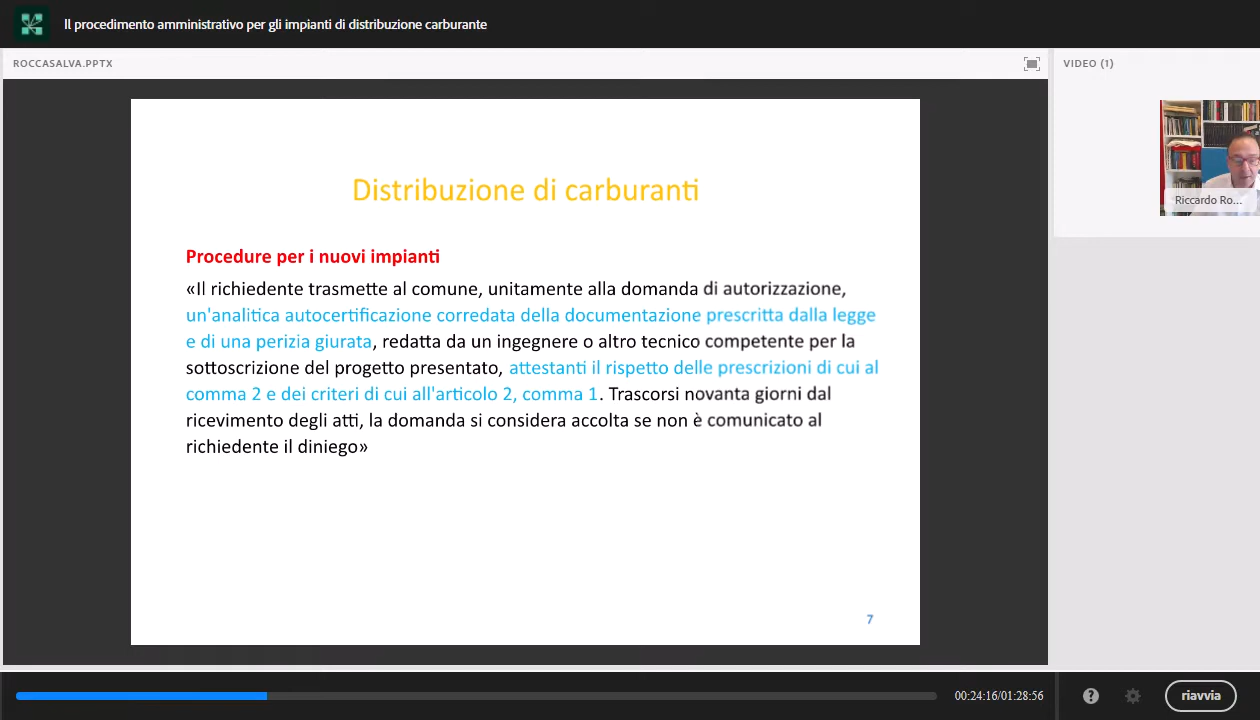 Il procedimento amministrativo per gli impianti di distribuzione carburante
ROCCASALVA.PPTX
VIDEO (1)
Riccardo Ro...
Distribuzione di carburanti
Procedure per i nuovi impianti
«Il richiedente trasmette al comune, unitamente alla domanda di autorizzazione,
un'analitica autocertificazione corredata della documentazione prescritta dalla legge
e di una perizia giurata, redatta da un ingegnere o altro tecnico competente per la
sottoscrizione del progetto presentato, attestanti il rispetto delle prescrizioni di cui al
comma 2 e dei criteri di cui all'articolo 2, comma 1. Trascorsi novanta giorni dal
ricevimento degli atti, la domanda si considera accolta se non è comunicato al
richiedente il diniego»
7
00:24:16/01:28:56
?
riavvia